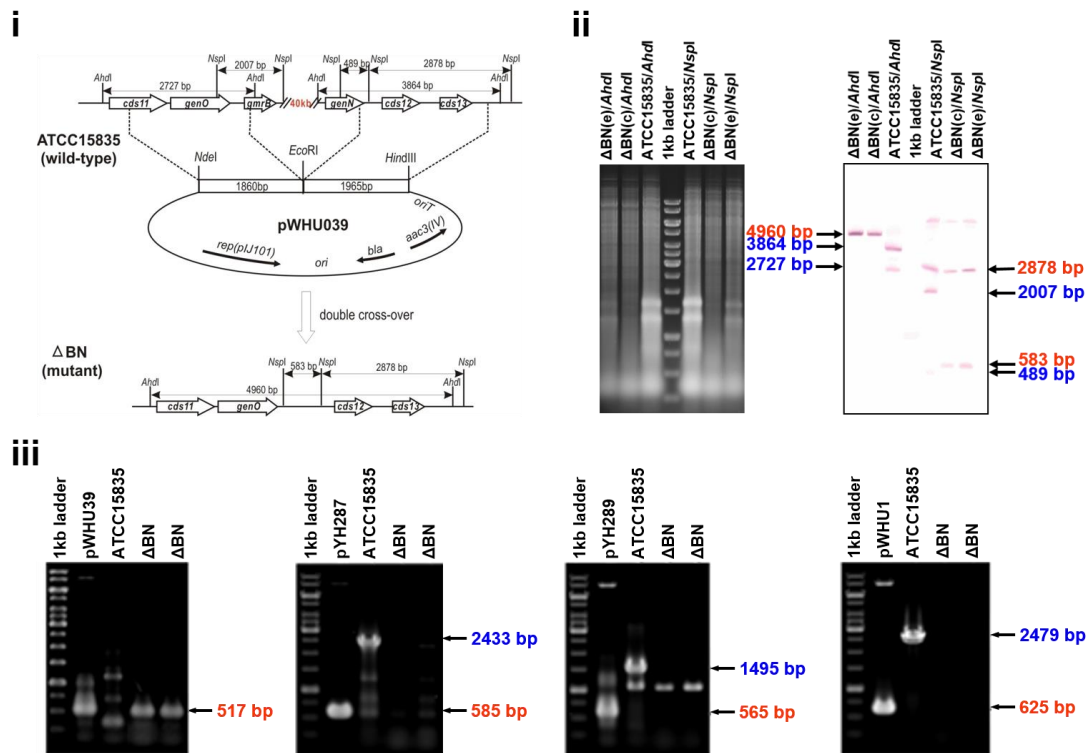 i
NspI 2007 NspI NspI 489 NspI 2878 NspI
AhdI 2727 AhdI AhdI 3864 AhdI
cds11 genO gmrB 40kb genN cds12 cds13
ATCC15835
(wild-type)
NdeI EcoRI HindIII
1860bp 1965bp
oriT
pWHU039
aac3(IV)
rep(pIJ101) ori bla
double cross-over
ΔBN
(mutant)
NspI 583 bp NspI 2878 bp NspI
AhdI 4960 bp AhdI
cds11 genO cds12 cds13
ii
ΔBN(e)/AhdI
ΔBN(c)/AhdI
ATCC15835/AhdI
1kb ladder
ATCC15835/NspI
ΔBN(c)/NspI
ΔBN(e)/NspI
ΔBN(e)/AhdI
ΔBN(c)/AhdI
ATCC15835/AhdI
1kb ladder
ATCC15835/NspI
ΔBN(c)/NspI
ΔBN(e)/NspI
4960 bp
3864 bp
2727 bp
2878 bp
2007 bp
583 bp
489 bp
iii
1kb ladder
pWHU39
ATCC15835
ΔBN
ΔBN
517 bp
1kb ladder
pYH287
ATCC15835
ΔBN
ΔBN
2433 bp
585 bp
1kb ladder
pYH289
ATCC15835
ΔBN
ΔBN
1495 bp
565 bp
1kb ladder
pWHU1
ATCC15835
ΔBN
ΔBN
2479 bp
625 bp